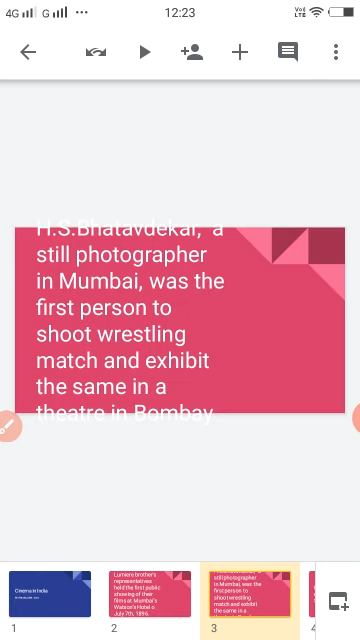 4G G ... 12:23 Vo) LTE
H.S.Bhatavdekar, a
still photographer
in Mumbai, was the
first person to
shoot wrestling
match and exhibit
the same in a
theatre in Bombay
Cinema in India
Lumiere brother's
representatives
held the first public
showing of their
films at Mumbai's
Watson's Hotel o
July 7th, 1896.
still photographer
in Mumbai, was the
first person to
shoot wrestling
match and exhibit
the same in a
1
2
3
4